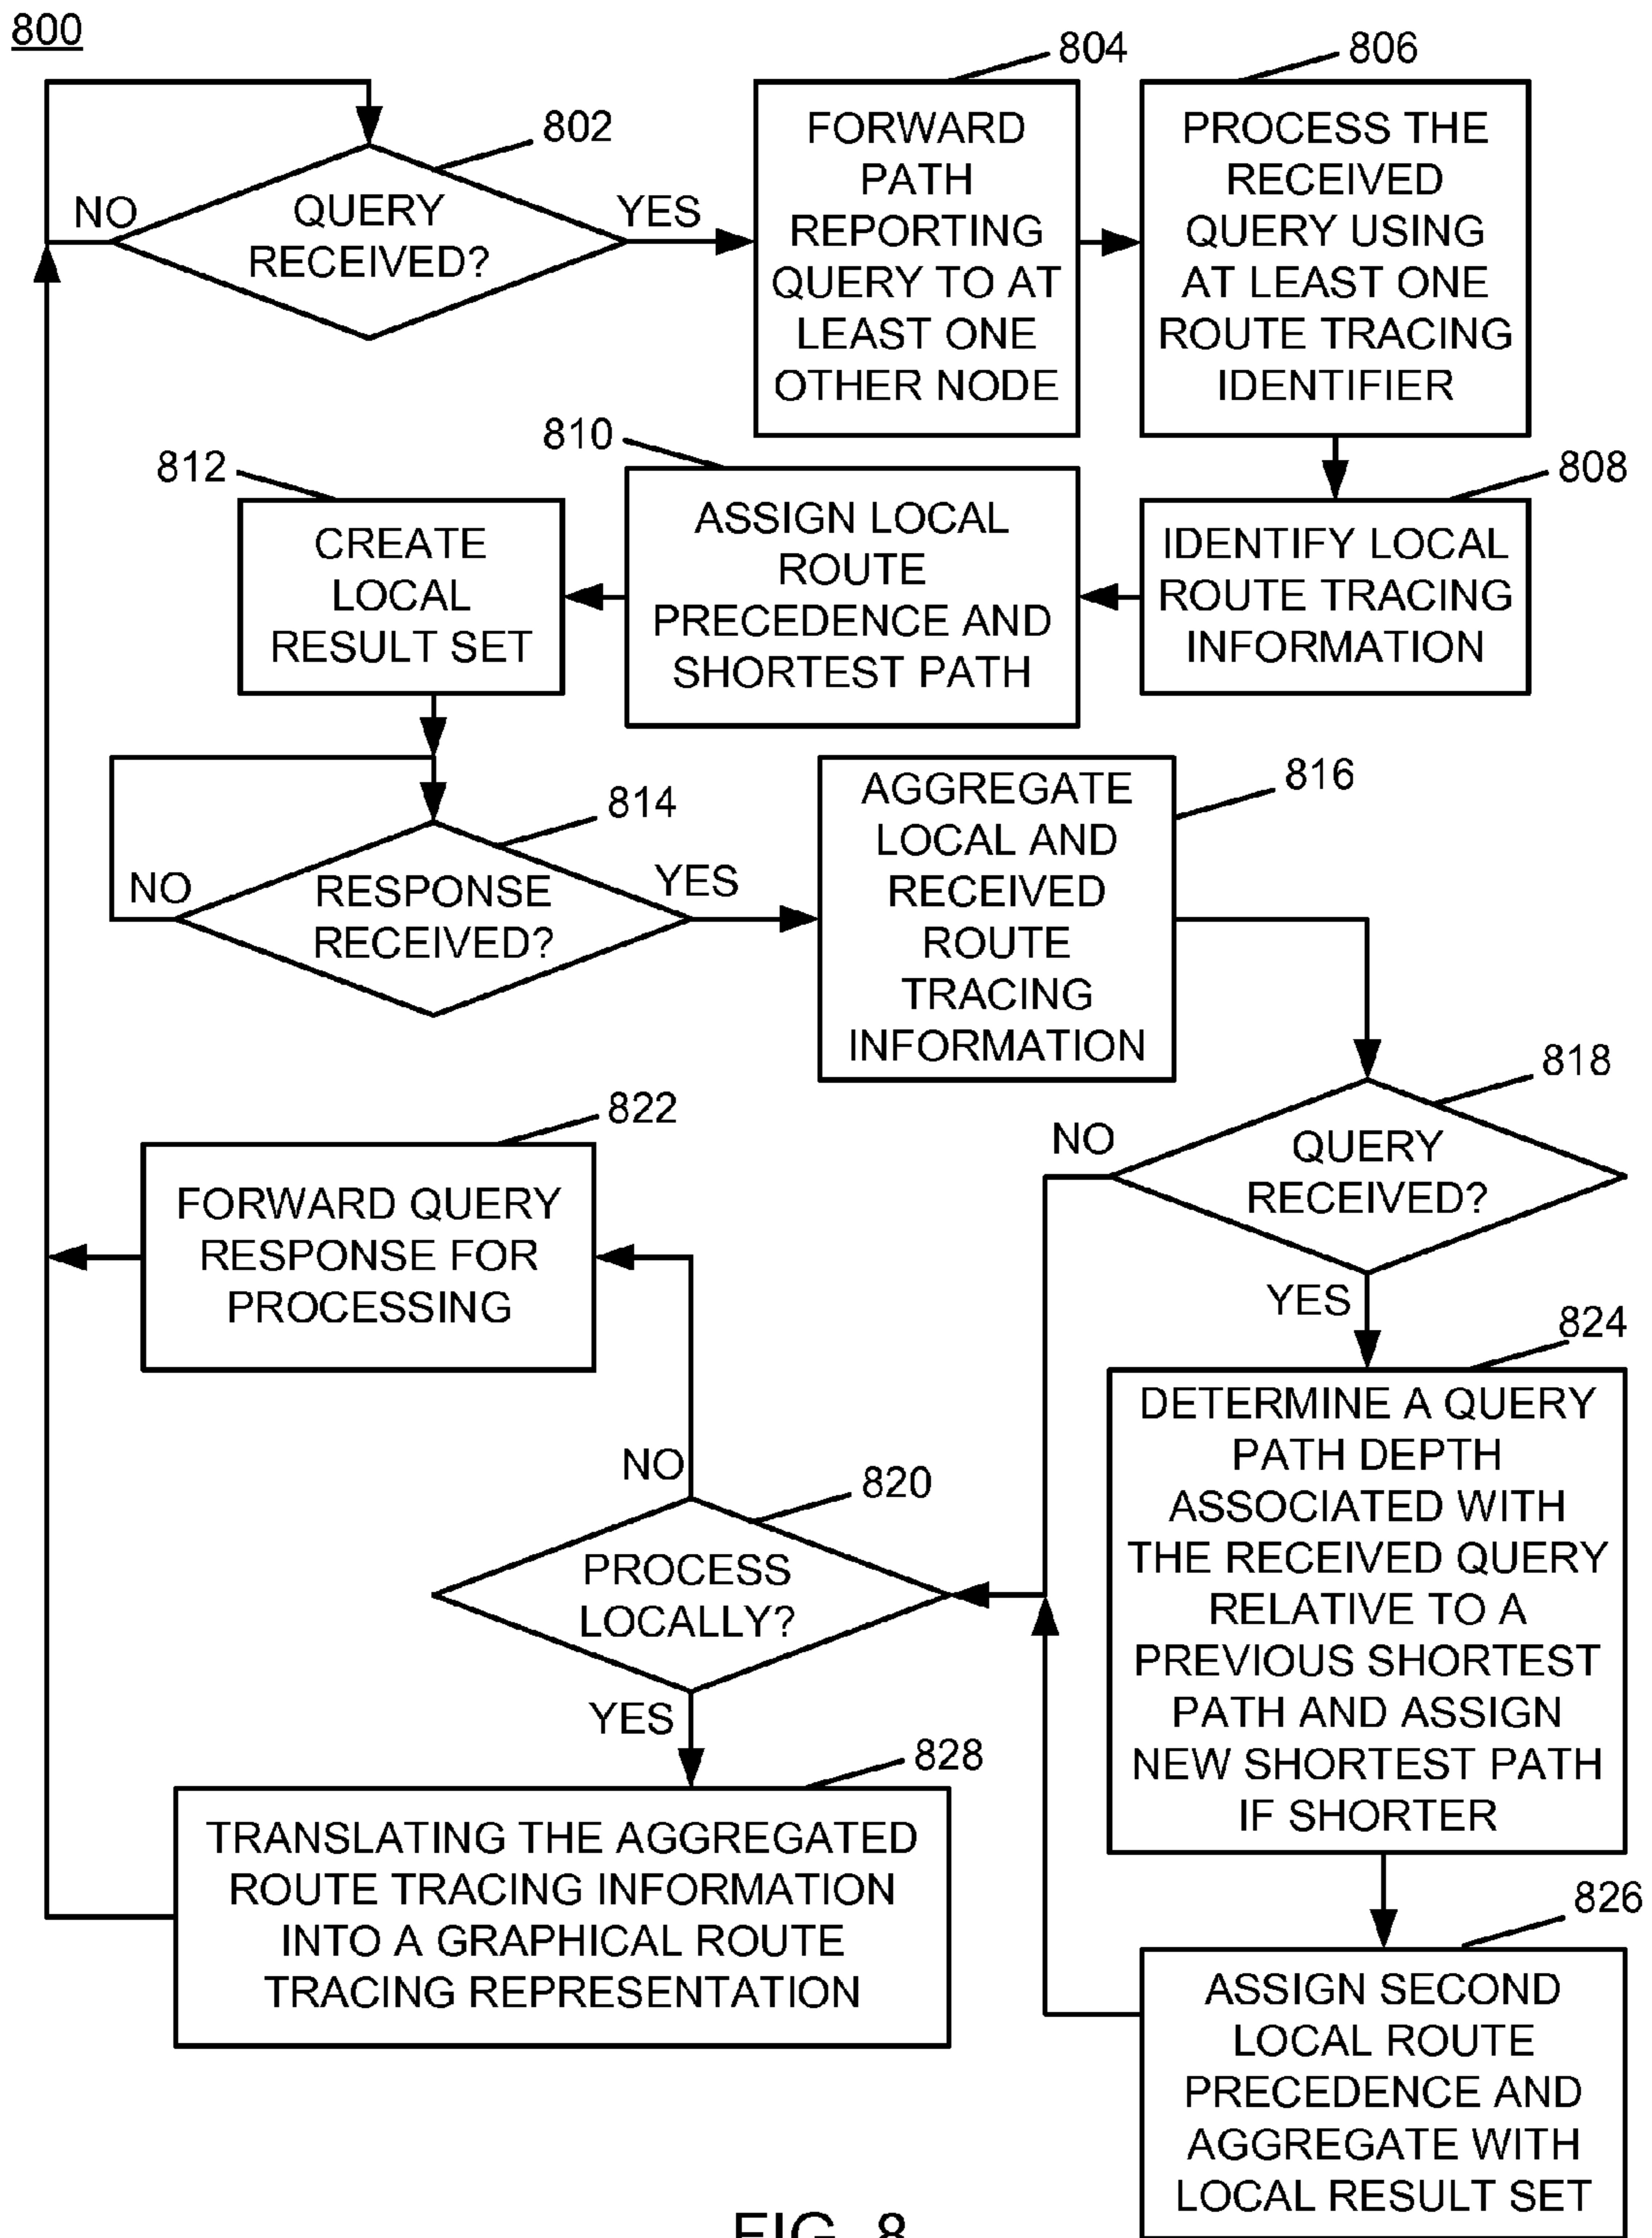 800
802
QUERY
RECEIVED?
NO
YES
804
FORWARD
PATH
REPORTING
QUERY TO AT
LEAST ONE
OTHER NODE
806
PROCESS THE
RECEIVED
QUERY USING
AT LEAST ONE
ROUTE TRACING
IDENTIFIER
808
IDENTIFY LOCAL
ROUTE TRACING
INFORMATION
810
ASSIGN LOCAL
ROUTE
PRECEDENCE AND
SHORTEST PATH
812
CREATE
LOCAL
RESULT SET
814
RESPONSE
RECEIVED?
NO
YES
816
AGGREGATE
LOCAL AND
RECEIVED
ROUTE
TRACING
INFORMATION
818
QUERY
RECEIVED?
NO
YES
820
PROCESS
LOCALLY?
NO
YES
822
FORWARD QUERY
RESPONSE FOR
PROCESSING
824
DETERMINE A QUERY
PATH DEPTH
ASSOCIATED WITH
THE RECEIVED QUERY
RELATIVE TO A
PREVIOUS SHORTEST
PATH AND ASSIGN
NEW SHORTEST PATH
IF SHORTER
826
ASSIGN SECOND
LOCAL ROUTE
PRECEDENCE AND
AGGREGATE WITH
LOCAL RESULT SET
828
TRANSLATING THE AGGREGATED
ROUTE TRACING INFORMATION
INTO A GRAPHICAL ROUTE
TRACING REPRESENTATION
FIG. 8